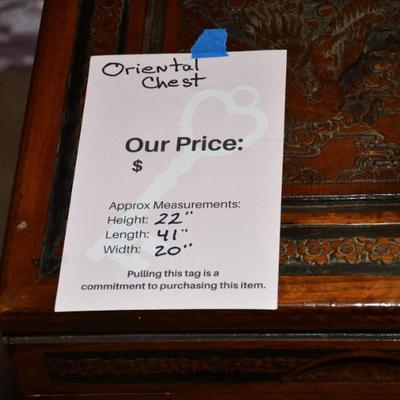 Oriental
Chest
Our Price:
$
Approx Measurements:
Height: 22"
Length: 41"
Width: 20"
Pulling this tag is a
commitment to purchasing this item.